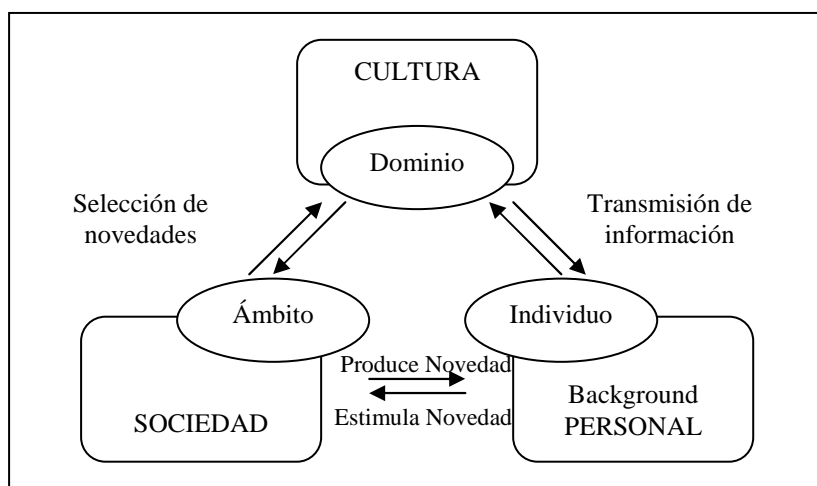 CULTURA
Dominio
Selección de
novedades
Transmisión de
información
Ámbito
Individuo
Produce Novedad
Estimula Novedad
SOCIEDAD
Background
PERSONAL